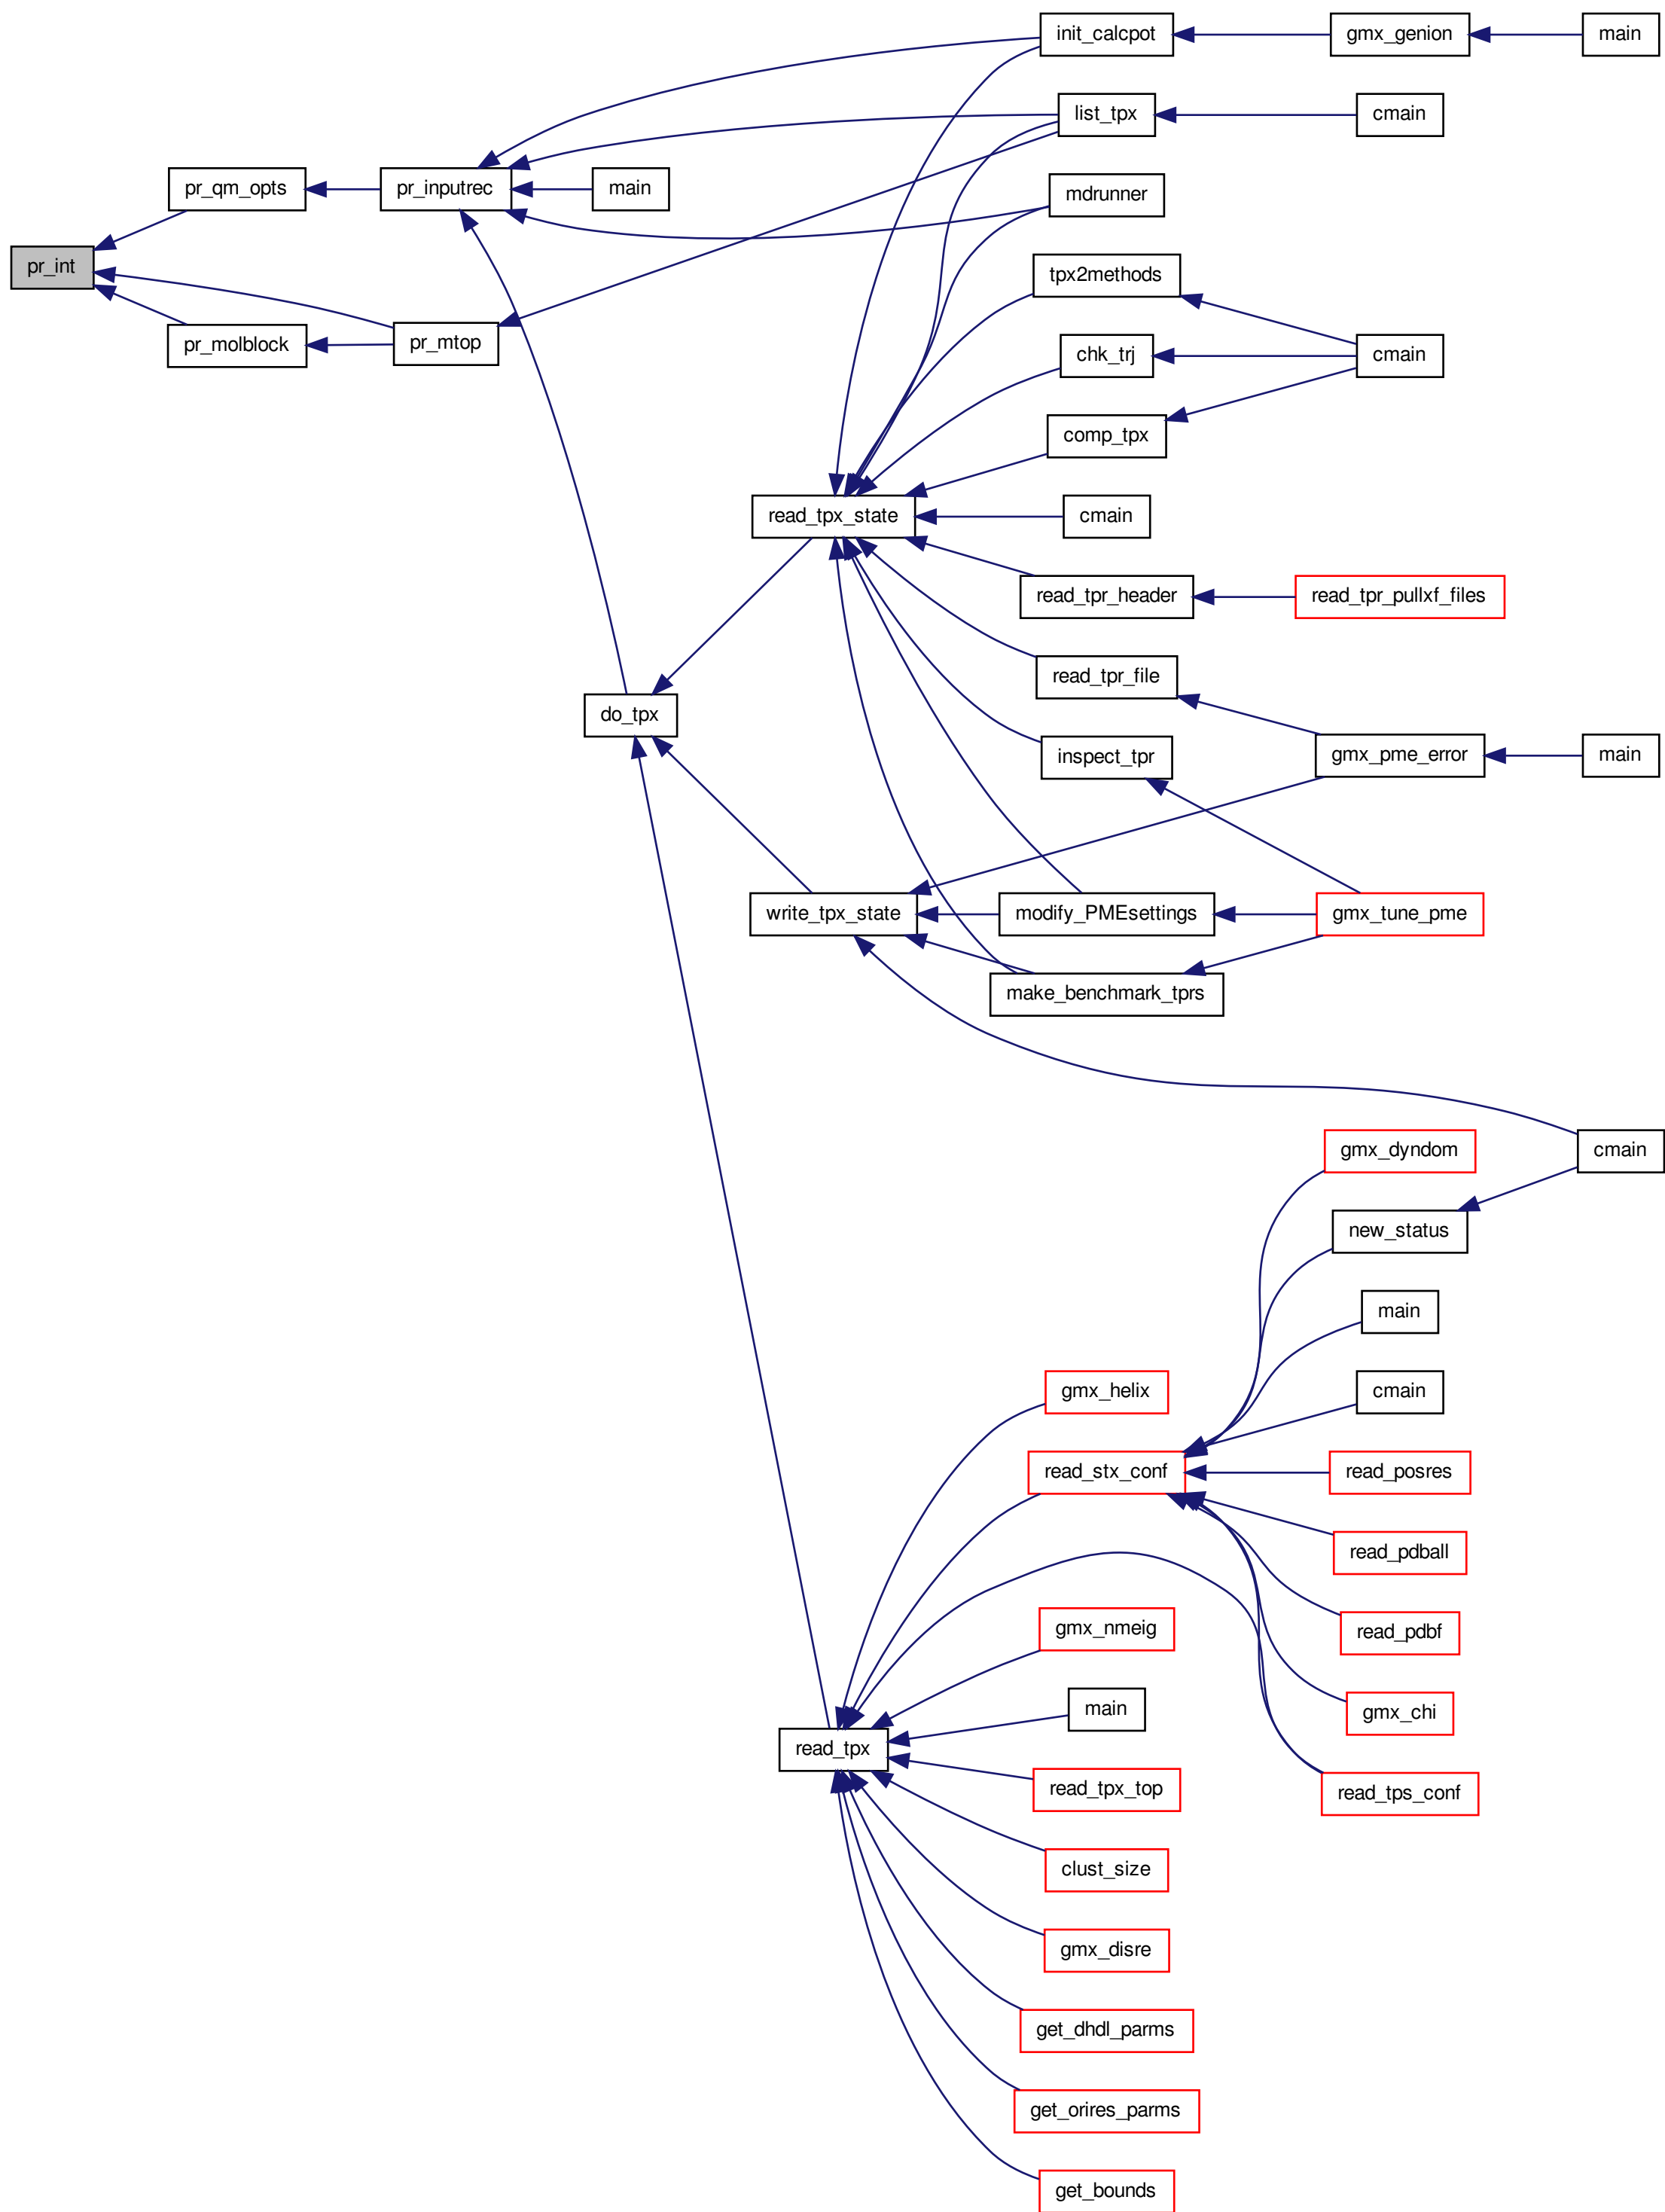 init_calcpot
gmx_genion
main
list_tpx
cmain
pr_qm_opts
pr_inputrec
main
mdrunner
pr_int
tpx2methods
pr_molblock
pr_mtop
chk_trj
cmain
comp_tpx
read_tpx_state
cmain
read_tpr_header
read_tpr_pullxf_files
read_tpr_file
do_tpx
inspect_tpr
gmx_pme_error
main
write_tpx_state
modify_PMEsettings
gmx_tune_pme
make_benchmark_tprs
gmx_dyndom
cmain
new_status
main
gmx_helix
cmain
read_stx_conf
read_posres
read_pdball
gmx_nmeig
read_pdbf
main
gmx_chi
read_tpx
read_tpx_top
read_tps_conf
clust_size
gmx_disre
get_dhdl_parms
get_orires_parms
get_bounds